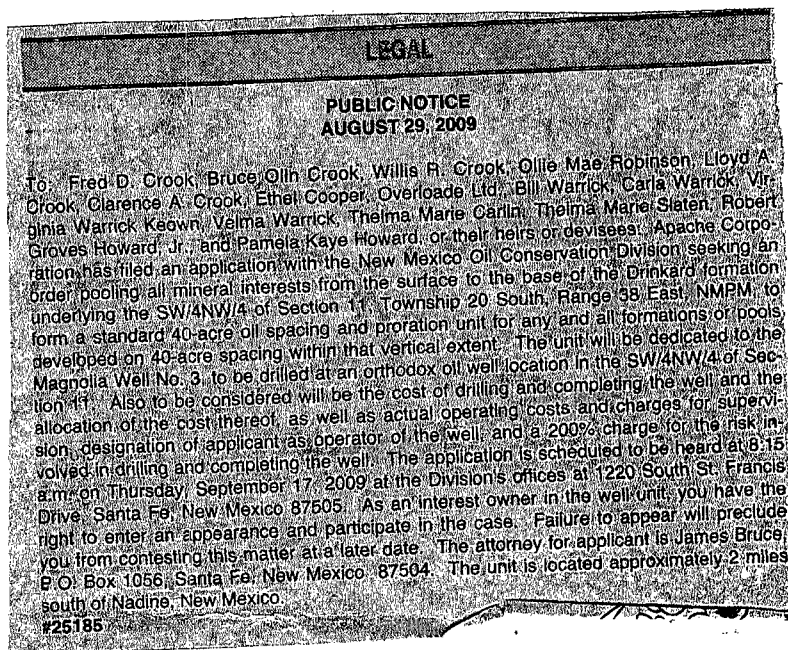 LEGAL
PUBLIC NOTICE
AUGUST 29, 2009
To: Fred D. Crook, Bruce Olin Crook, Willis R. Crook, Ollie Mae Robinson, Lloyd A.
Crook, Clarence A. Crook, Ethel Cooper, Overloade Ltd., Bill Warrick, Carla Warrick, Vir-
ginia Warrick Keown, Velma Warrick, Thelma Marie Carlin, Thelma Marie Slaten, Robert
Groves Howard, Jr., and Pamela Kaye Howard, or their heirs or devisees: Apache Corpo-
ration has filed an application with the New Mexico Oil Conservation Division seeking an
order pooling all mineral interests from the surface to the base of the Drinkard formation
underlying the SW/4NW/4 of Section 11, Township 20 South, Range 38 East, NMPM, to
form a standard 40-acre oil spacing and proration unit for any and all formations or pools
developed on 40-acre spacing within that vertical extent. The unit will be dedicated to the
Magnolia Well No. 3, to be drilled at an orthodox oil well location in the SW/4NW/4 of Sec-
tion 11. Also to be considered will be the cost of drilling and completing the well and the
allocation of the cost thereof, as well as actual operating costs and charges for supervi-
sion, designation of applicant as operator of the well, and a 200% charge for the risk in-
volved in drilling and completing the well. The application is scheduled to be heard at 8:15
a.m. on Thursday, September 17, 2009 at the Division's offices at 1220 South St. Francis
Drive, Santa Fe, New Mexico 87505. As an interest owner in the well unit, you have the
right to enter an appearance and participate in the case. Failure to appear will preclude
you from contesting this matter at a later date. The attorney for applicant is James Bruce,
P.O. Box 1056, Santa Fe, New Mexico 87504. The unit is located approximately 2 miles
south of Nadine, New Mexico.
#25185